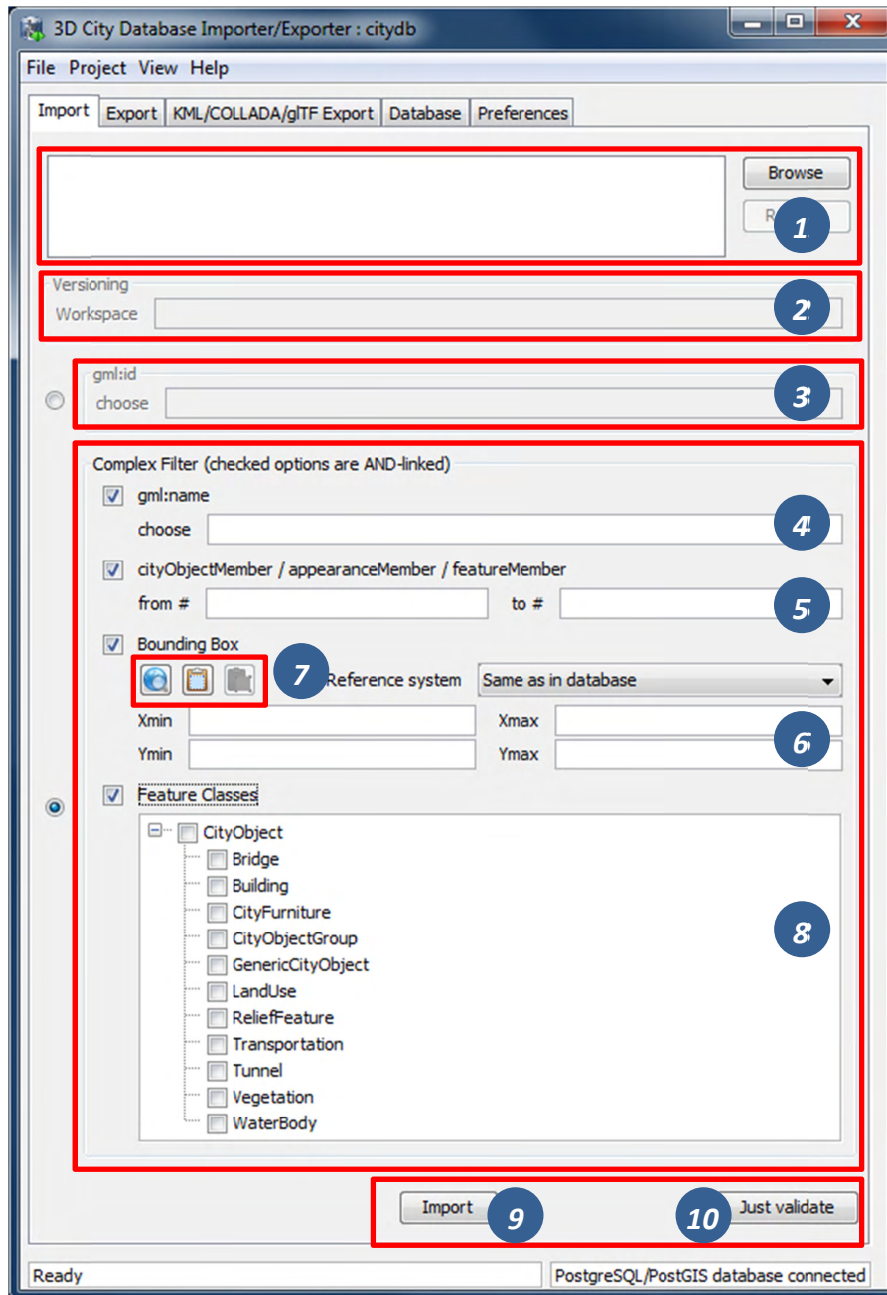 3D City Database Importer/Exporter : citydb
File Project View Help
Import Export KML/COLLADA/glTF Export Database Preferences
Browse
1
Versioning
Workspace
2
gml:id
choose
3
Complex Filter (checked options are AND-linked)
gml:name
choose
4
cityObjectMember / appearanceMember / featureMember
from # to #
5
Bounding Box
7 Reference system Same as in database
Xmin Xmax
6
Ymin Ymax
Feature Classes
CityObject
Bridge
Building
CityFurniture
CityObjectGroup
8
GenericCityObject
LandUse
ReliefFeature
Transportation
Tunnel
Vegetation
WaterBody
Import 9 10 Just validate
Ready PostgreSQL/PostGIS database connected